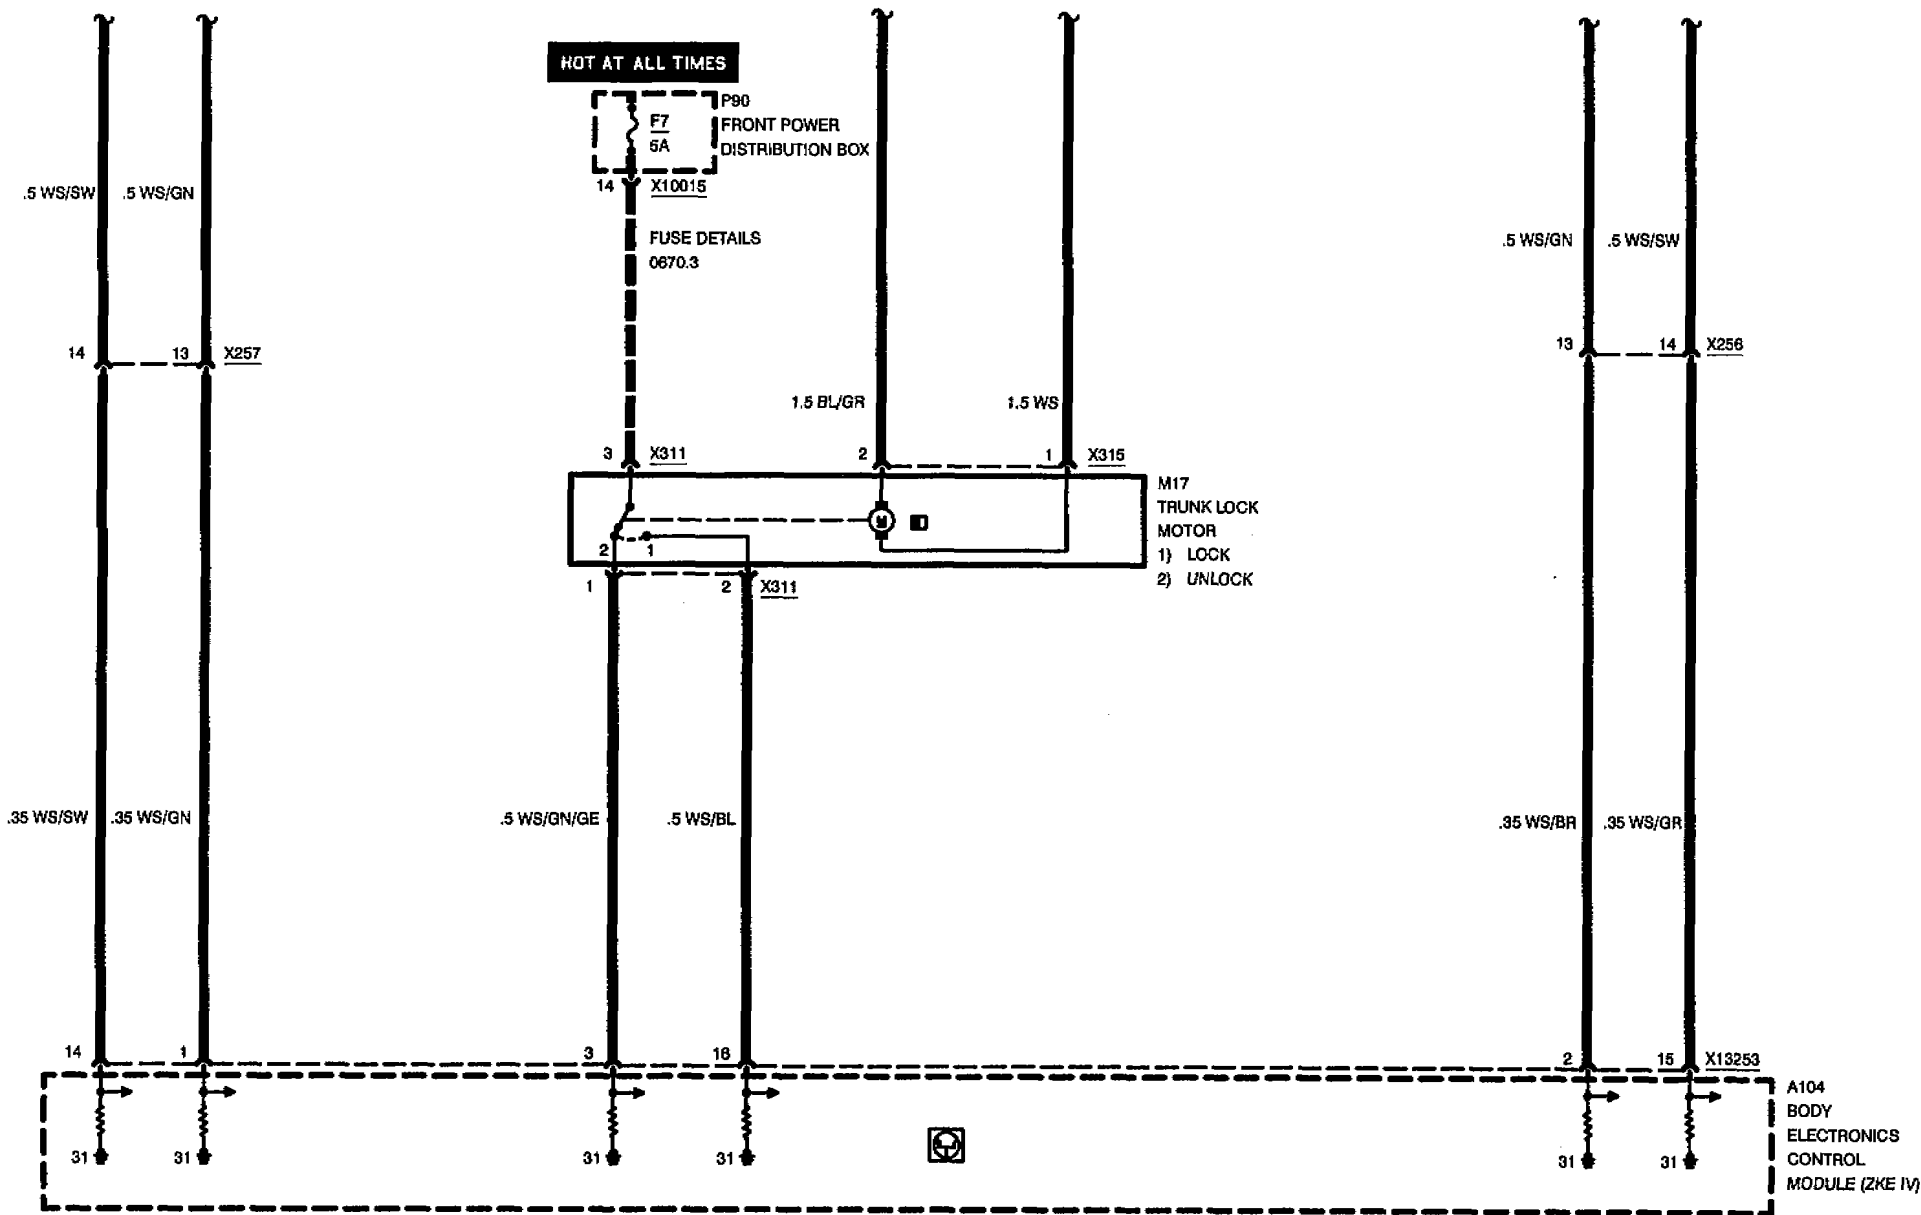 HOT AT ALL TIMES
P90
FRONT POWER
DISTRIBUTION BOX
F7
5A
14 X10015
.5 WS/SW .5 WS/GN
FUSE DETAILS
0670.3
.5 WS/GN .5 WS/SW
14 13 X257
13 14 X256
1.5 BL/GR 1.5 WS
3 X311
2 1 X315
M17
TRUNK LOCK
MOTOR
1) LOCK
2) UNLOCK
M
2 1
1 2 X311
.35 WS/SW .35 WS/GN
.5 WS/GN/GE .5 WS/BL
.35 WS/BR .35 WS/GR
14 1 3 16 2 15 X13253
A104
BODY
ELECTRONICS
CONTROL
MODULE (ZKE IV)
31 31 31 31 31 31